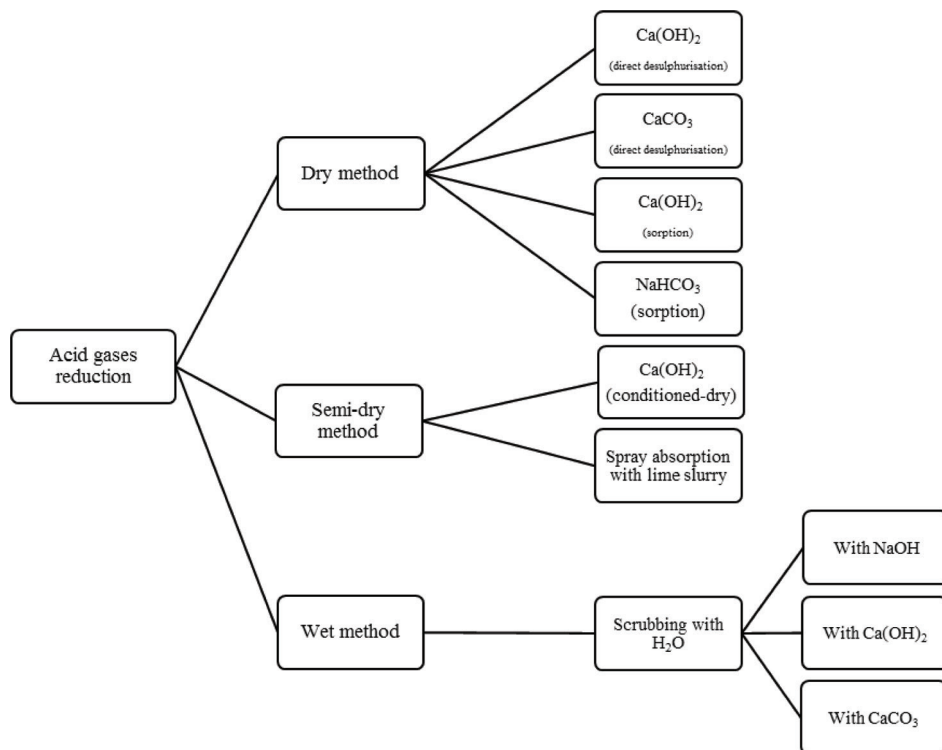 Ca(OH)₂
(direct desulphurisation)
CaCO₃
(direct desulphurisation)
Dry method
Ca(OH)₂
(sorption)
NaHCO₃
(sorption)
Acid gases
reduction
Ca(OH)₂
(conditioned-dry)
Semi-dry
method
Spray absorption
with lime slurry
With NaOH
Wet method
Scrubbing with
H₂O
With Ca(OH)₂
With CaCO₃